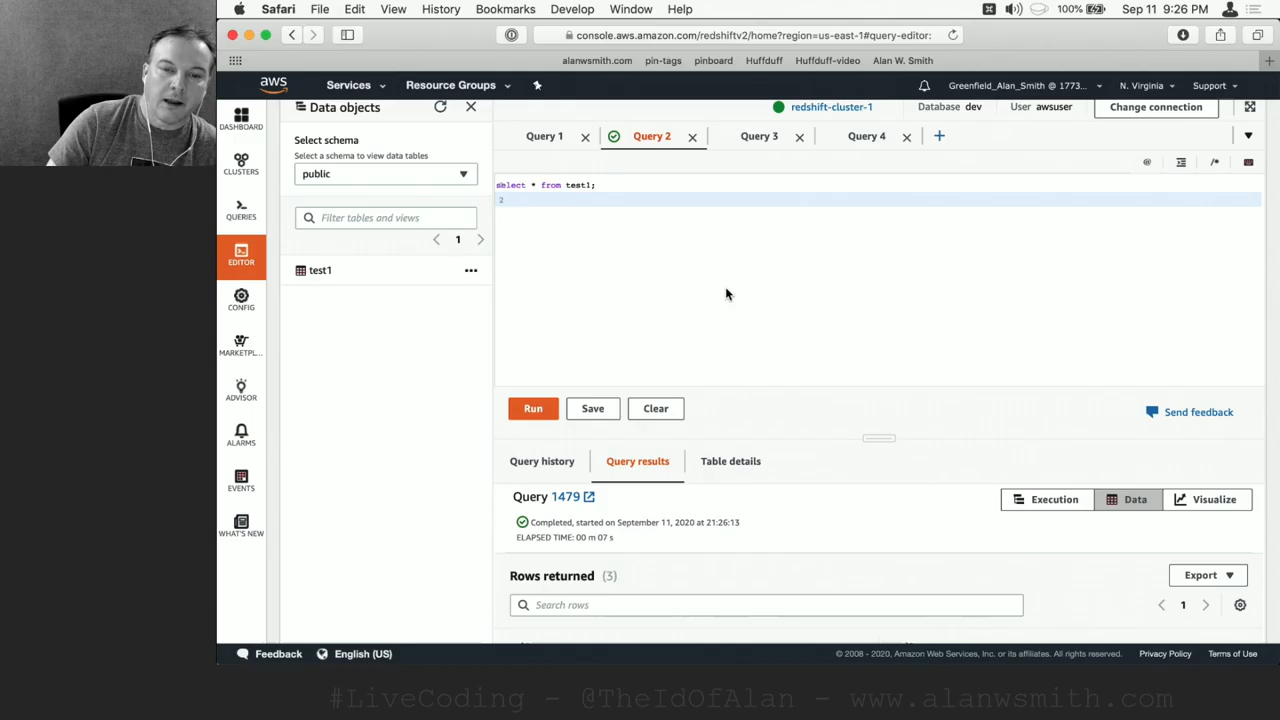 Safari File Edit View History Bookmarks Develop Window Help 100% Sep 11 9:26 PM
console.aws.amazon.com/redshiftv2/home?region=us-east-1#query-editor:
alanwsmith.com pin-tags pinboard Huffduff Huffduff-video Alan W. Smith
aws Services Resource Groups Greenfield_Alan_Smith @ 1773... N. Virginia Support
DASHBOARD
CLUSTERS
QUERIES
EDITOR
CONFIG
MARKETPL...
ADVISOR
ALARMS
EVENTS
WHAT'S NEW
Data objects
Select schema
Select a schema to view data tables
public
Filter tables and views
1
test1
redshift-cluster-1 Database dev User awsuser Change connection
Query 1 Query 2 Query 3 Query 4
select * from test1;
2
Run Save Clear
Send feedback
Query history Query results Table details
Query 1479
Execution Data Visualize
Completed, started on September 11, 2020 at 21:26:13
ELAPSED TIME: 00 m 07 s
Rows returned (3)
Export
Search rows
1
Feedback English (US) © 2008 - 2020, Amazon Web Services, Inc. or its affiliates. All rights reserved. Privacy Policy Terms of Use
#LiveCoding - @TheIdOfAlan - www.alanwsmith.com